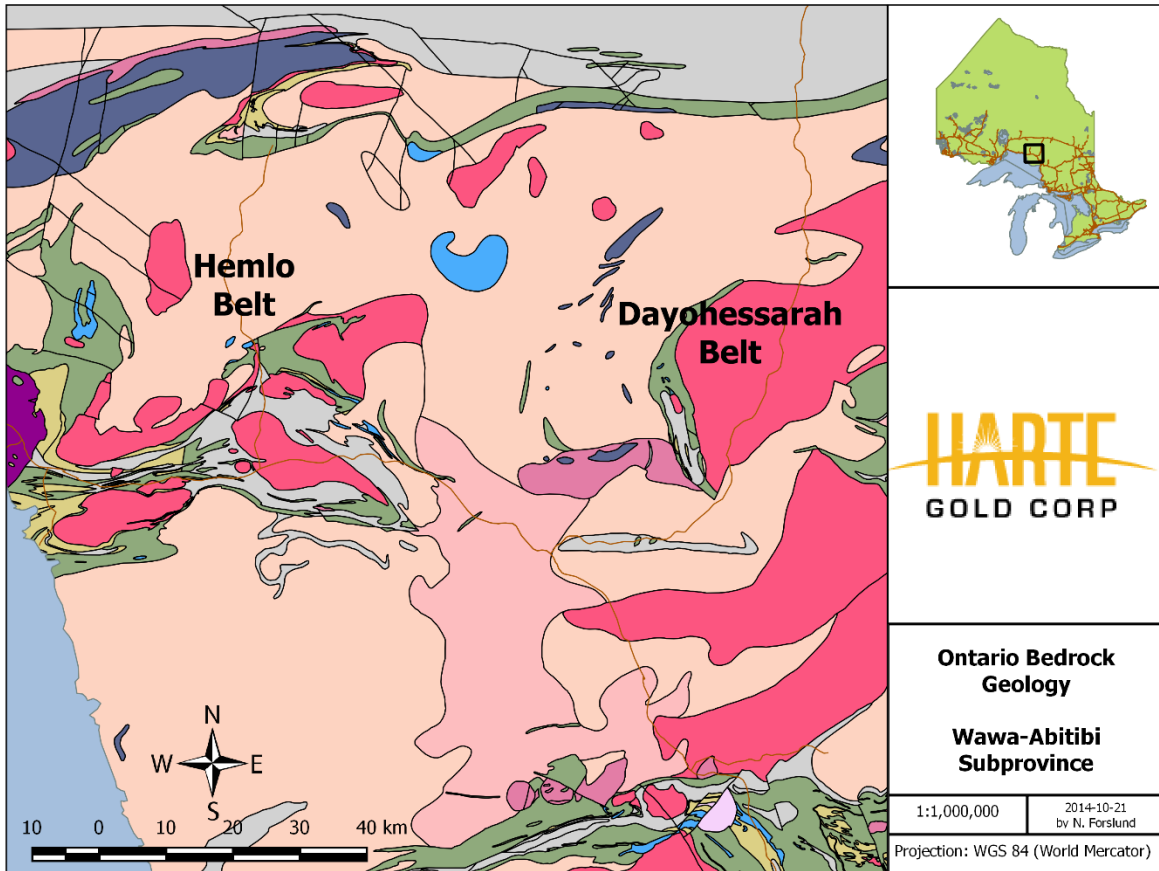 Hemlo
Belt
Dayohessarah
Belt
N
W E
S
10 0 10 20 30 40 km
HARTE
GOLD CORP
Ontario Bedrock
Geology
Wawa-Abitibi
Subprovince
1:1,000,000
2014-10-21
by N. Forslund
Projection: WGS 84 (World Mercator)